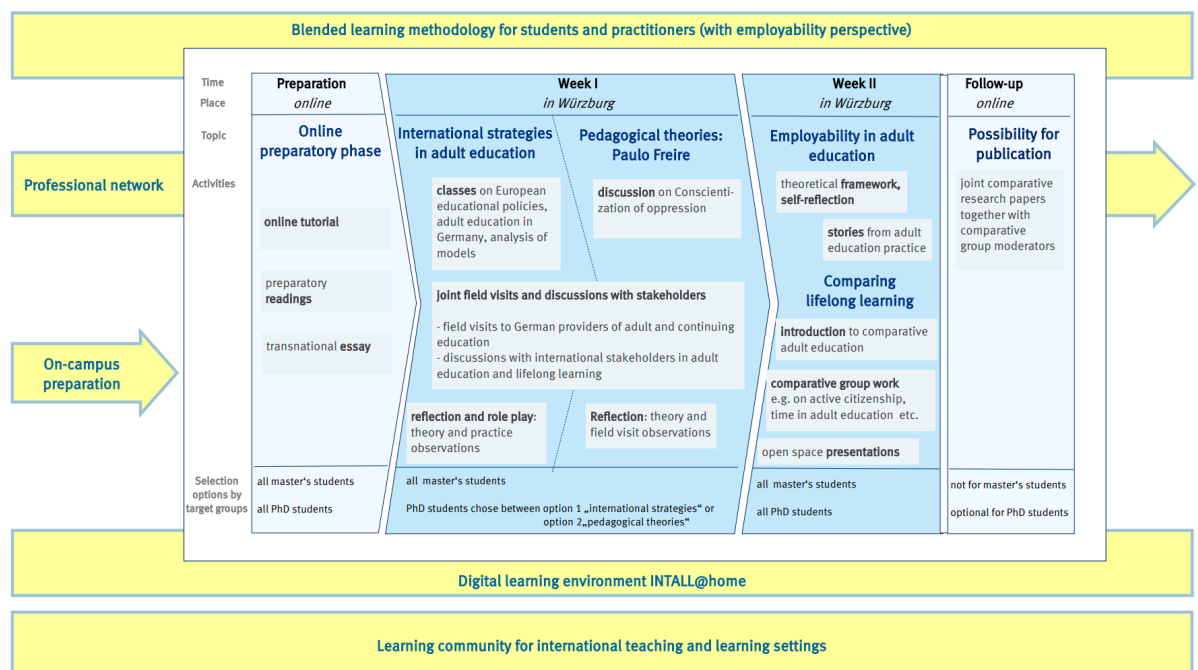 Blended learning methodology for students and practitioners (with employability perspective)
Time
Place
Topic
Activities
Selection
options by
target groups
Professional network
On-campus
preparation
Preparation
online
Online
preparatory phase
online tutorial
preparatory
readings
transnational essay
all master's students
all PhD students
Week I
in Würzburg
International strategies
in adult education
classes on European
educational policies,
adult education in
Germany, analysis of
models
Pedagogical theories:
Paulo Freire
discussion on Conscienti-
zation of oppression
joint field visits and discussions with stakeholders
- field visits to German providers of adult and continuing
education
- discussions with international stakeholders in adult
education and lifelong learning
reflection and role play:
theory and practice
observations
Reflection: theory and
field visit observations
all master's students
PhD students chose between option 1 „international strategies“ or
option 2„pedagogical theories“
Week II
in Würzburg
Employability in adult
education
theoretical framework,
self-reflection
stories from adult
education practice
Comparing
lifelong learning
introduction to comparative
adult education
comparative group work
e.g. on active citizenship,
time in adult education etc.
open space presentations
all master's students
all PhD students
Follow-up
online
Possibility for
publication
joint comparative
research papers
together with
comparative
group moderators
not for master's students
optional for PhD students
Digital learning environment INTALL@home
Learning community for international teaching and learning settings